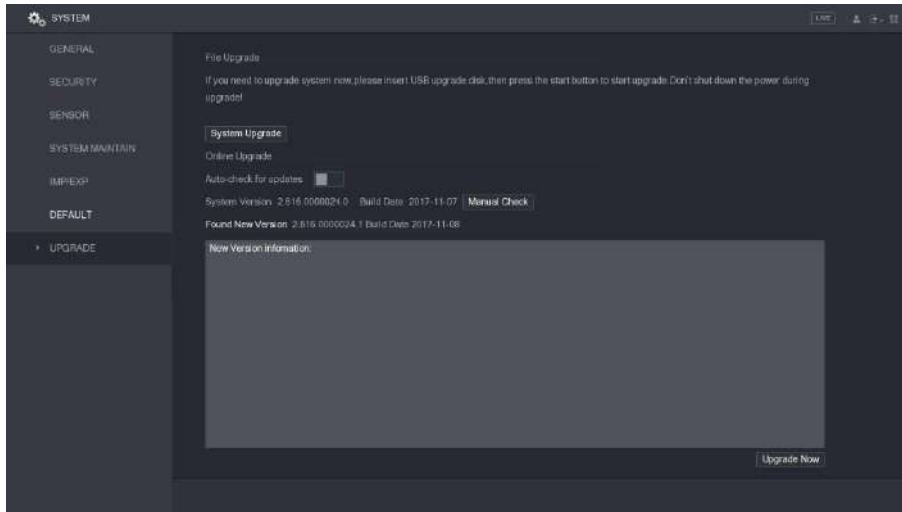 SYSTEM
LIVE
GENERAL
SECURITY
SENSOR
SYSTEM MAINTAIN
IMP/EXP
DEFAULT
UPGRADE
File Upgrade
If you need to upgrade system now,please insert USB upgrade disk,then press the start button to start upgrade.Don't shut down the power during
upgrade!
System Upgrade
Online Upgrade
Auto-check for updates
System Version 2.616.0000024.0 Build Date 2017-11-07 Manual Check
Found New Version 2.616.0000024.1 Build Date 2017-11-08
New Version infomation:
Upgrade Now